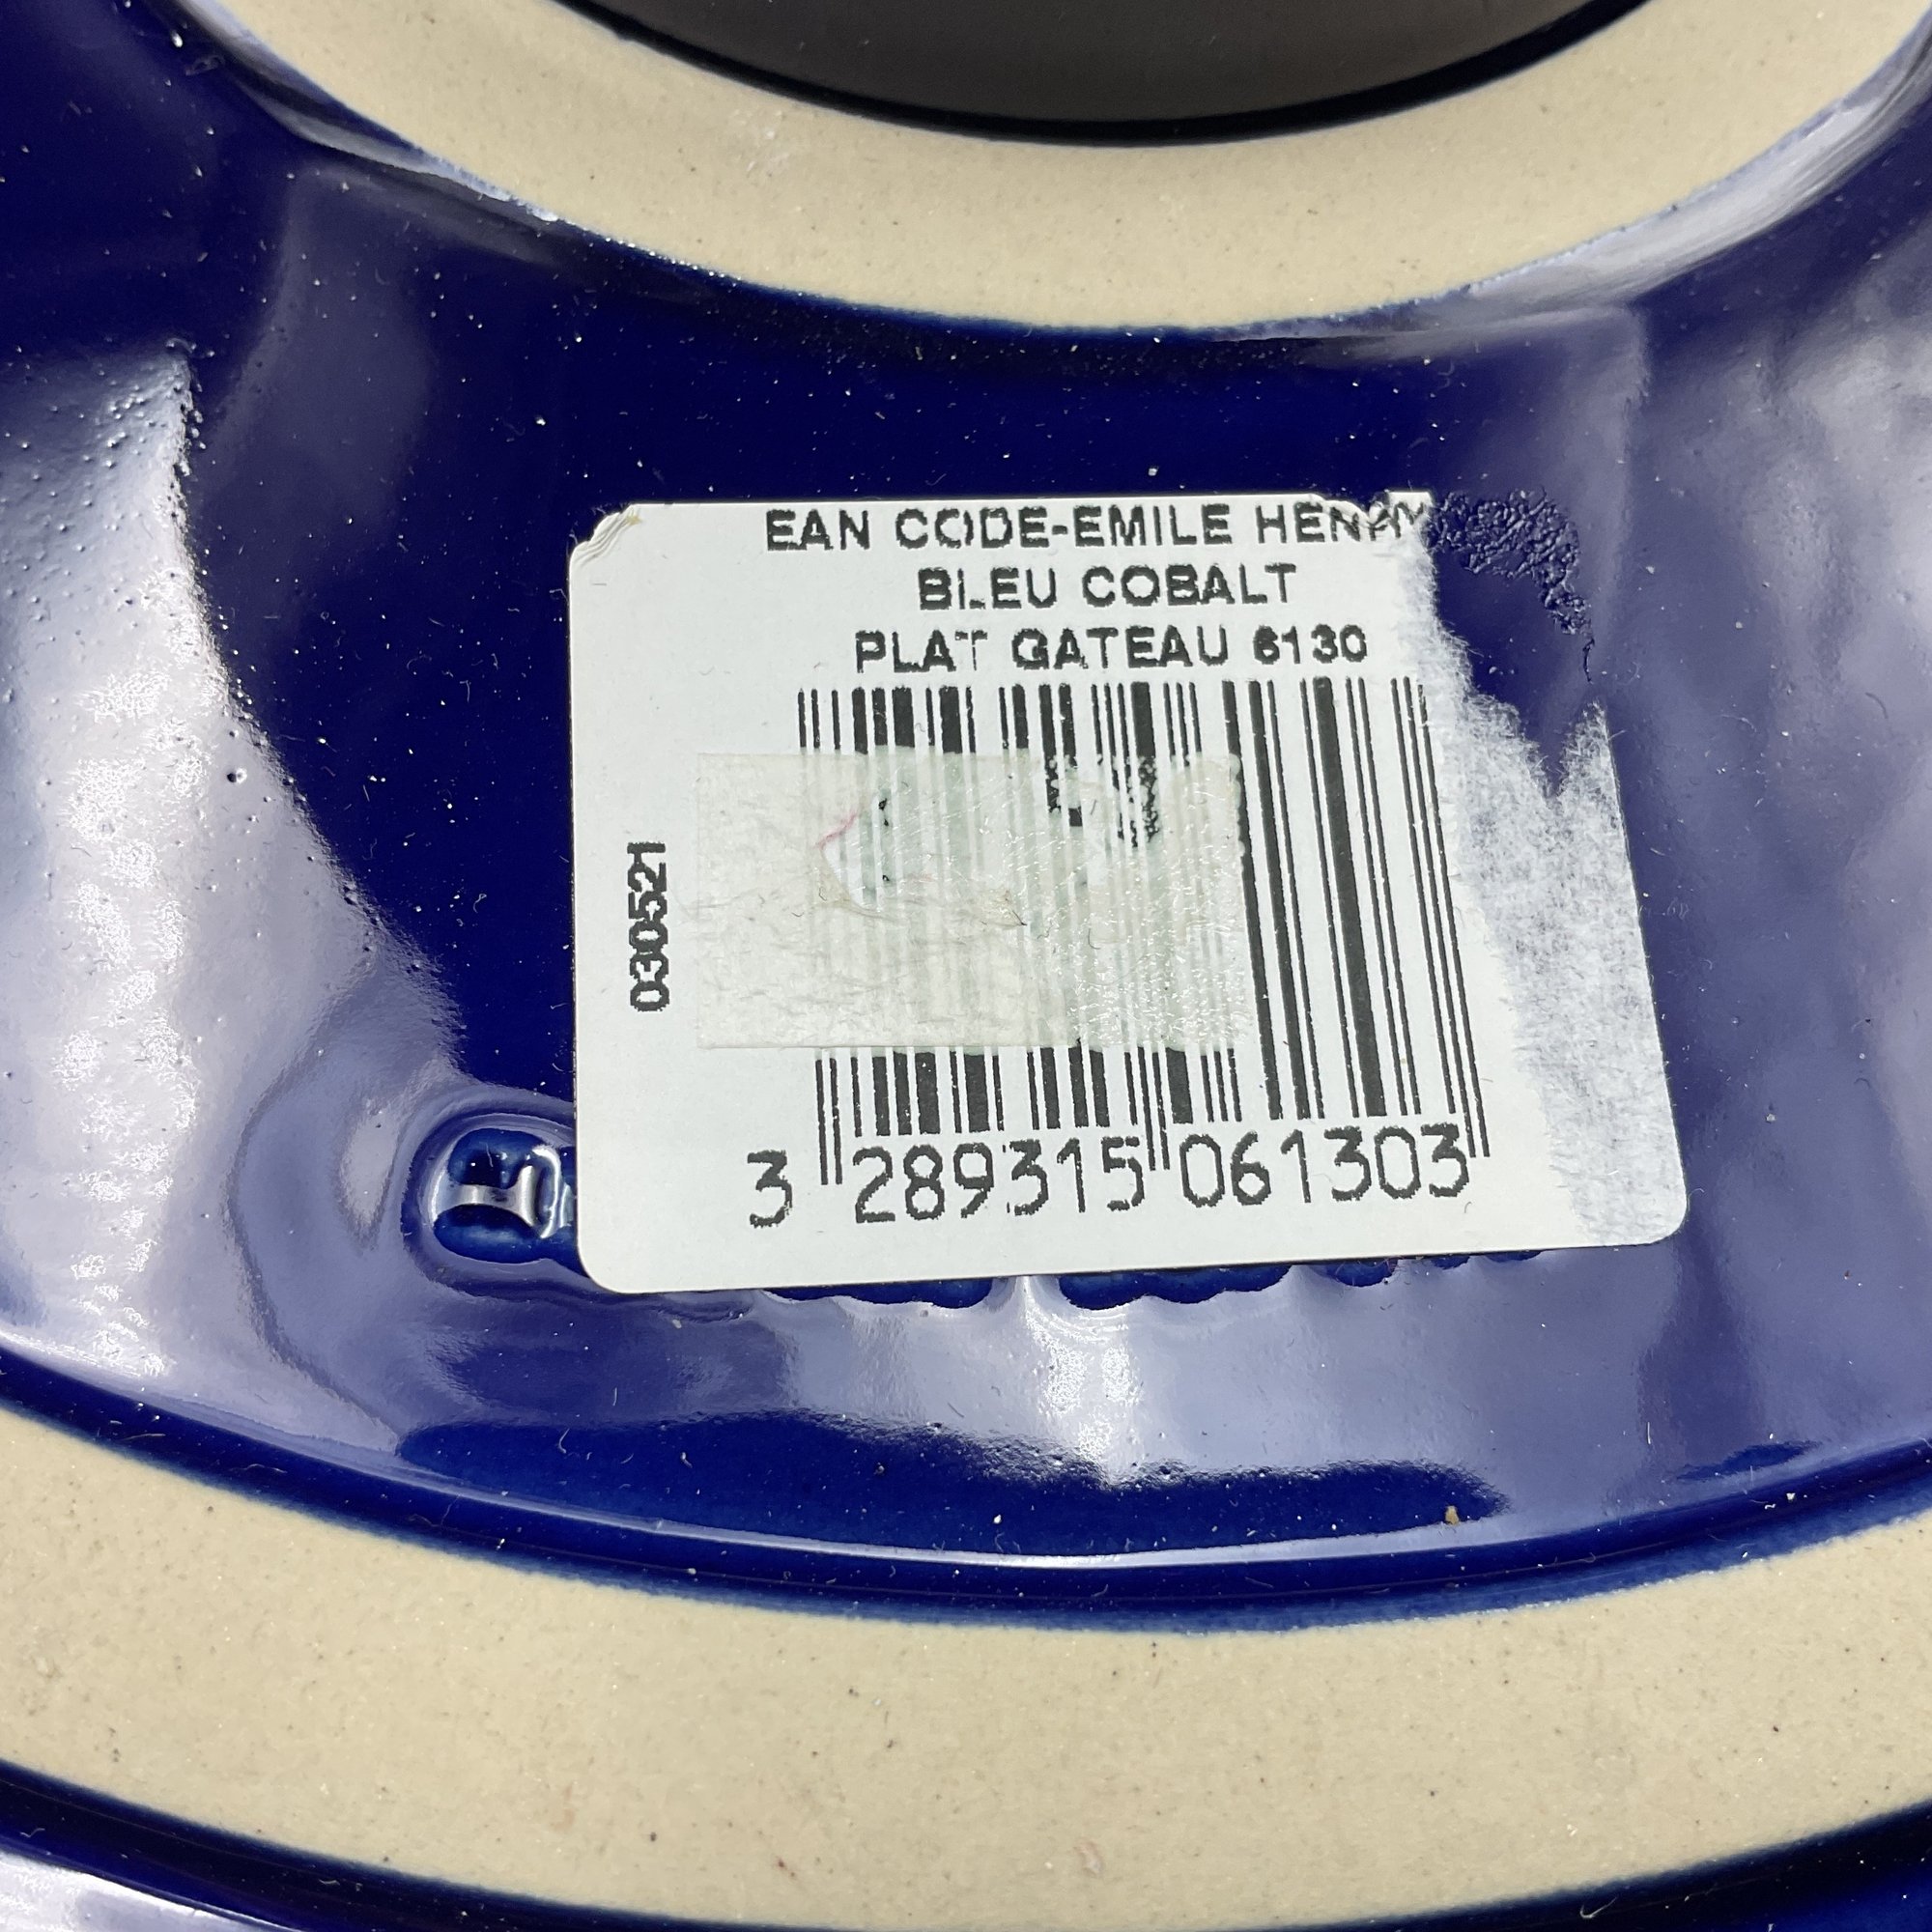 EAN CODE-EMILE HENRY
BLEU COBALT
PLAT GATEAU 6130
030521
3 289315 061303